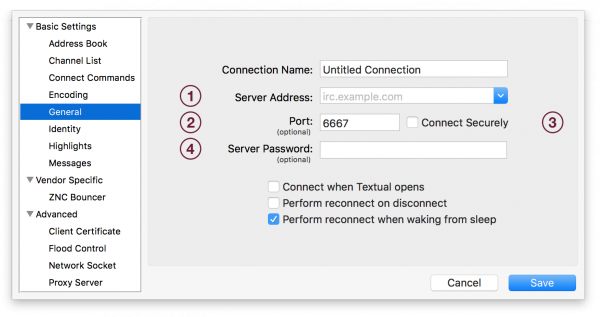 Basic Settings
Address Book
Channel List
Connect Commands
Encoding
General
Identity
Highlights
Messages
Vendor Specific
ZNC Bouncer
Advanced
Client Certificate
Flood Control
Network Socket
Proxy Server
Connection Name: Untitled Connection
1 Server Address: irc.example.com
2 Port: 6667 Connect Securely 3
(optional)
4 Server Password:
(optional)
Connect when Textual opens
Perform reconnect on disconnect
Perform reconnect when waking from sleep
Cancel Save